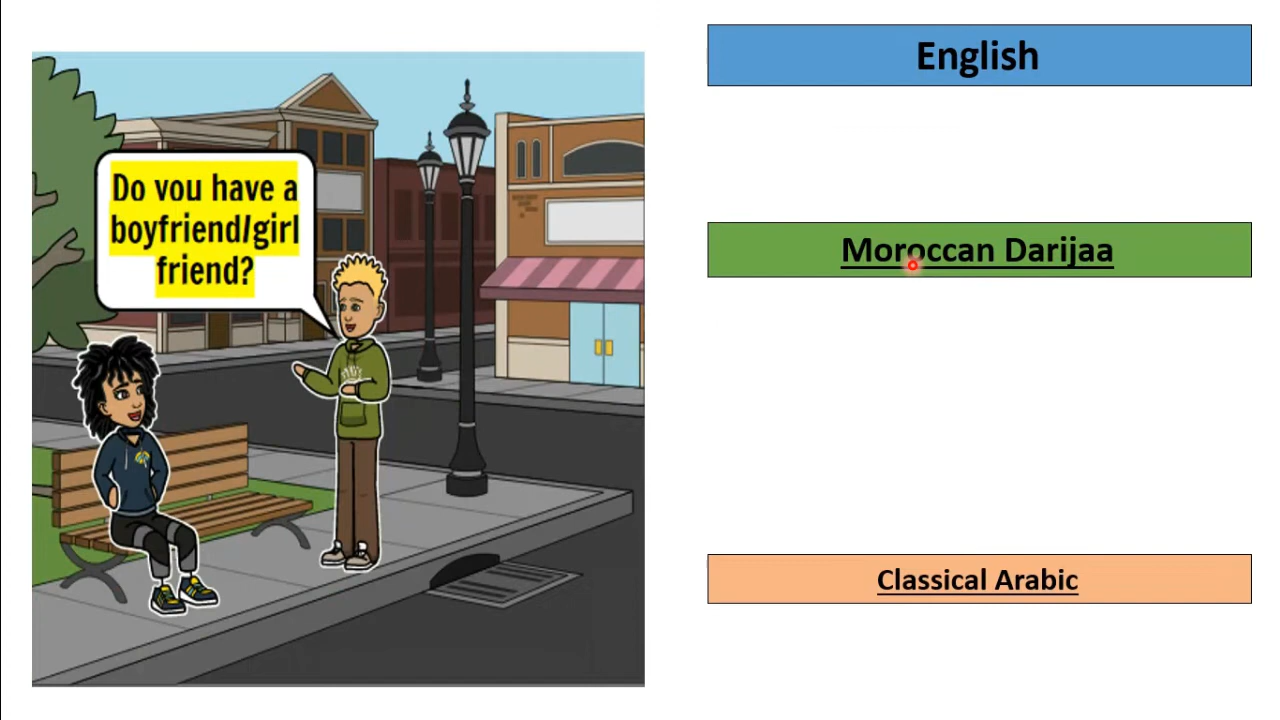 Do you have a
boyfriend/girl
friend?
English
Moroccan Darijaa
Classical Arabic